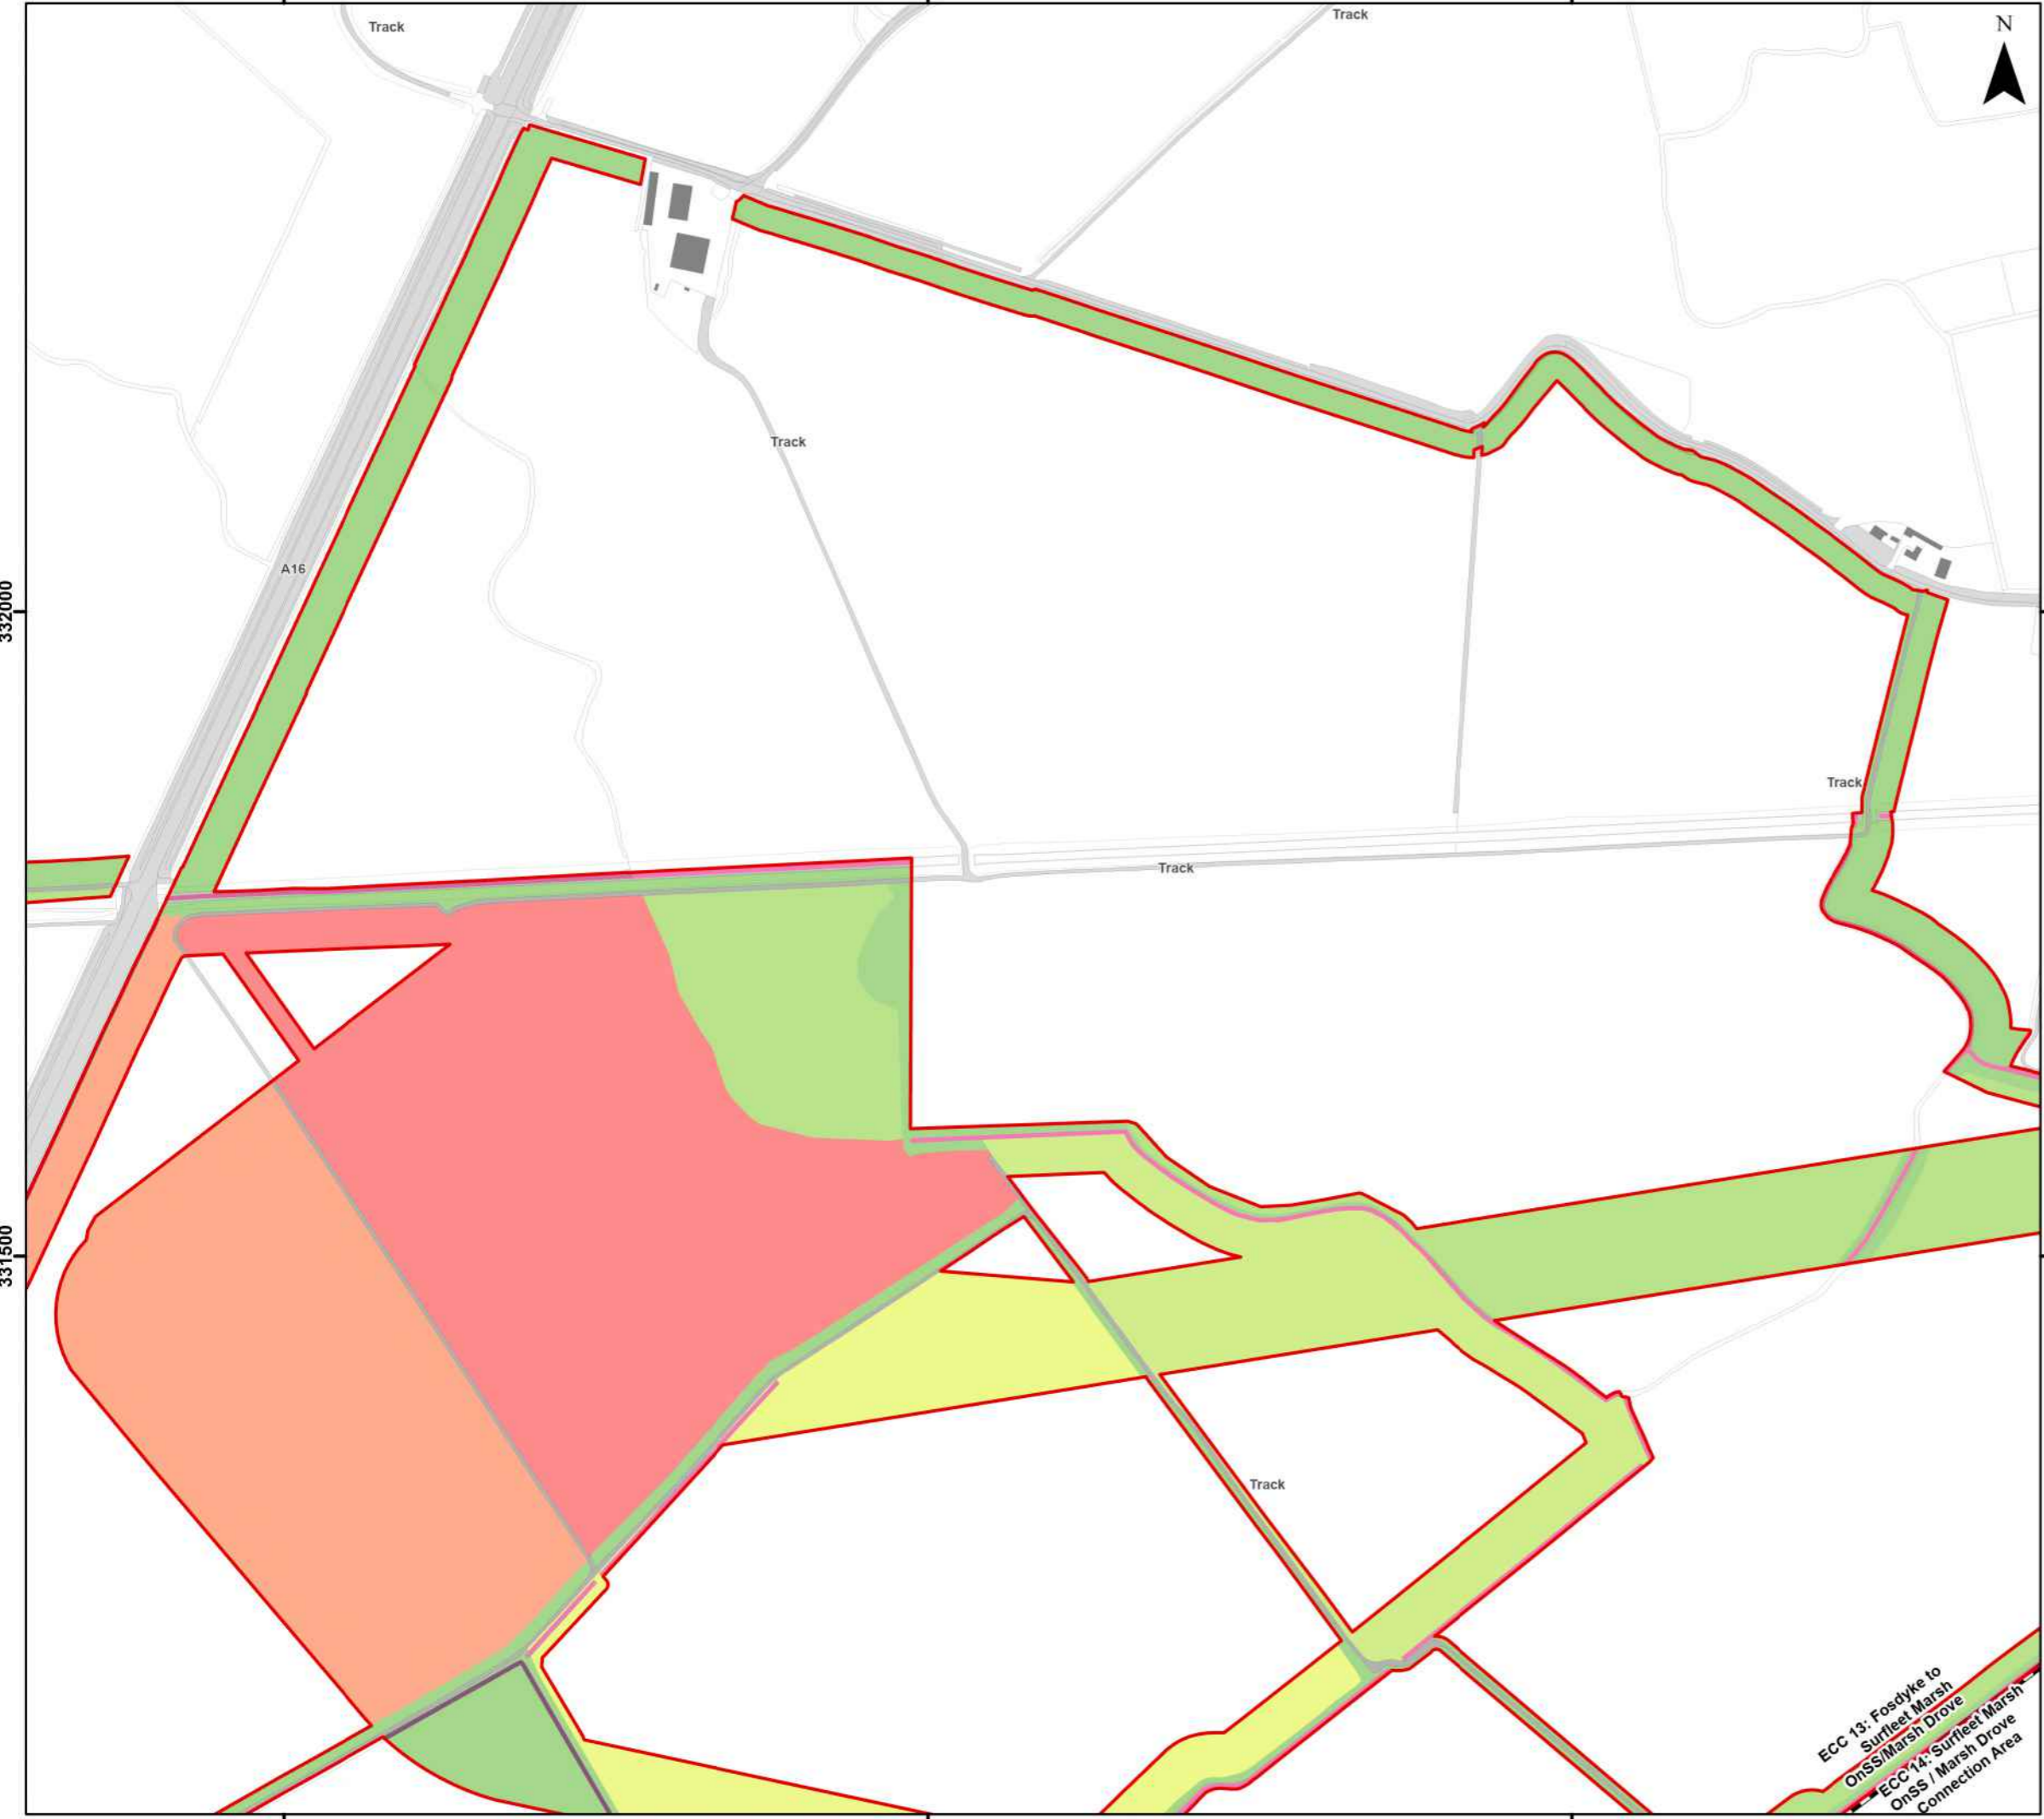 Track
Track
N
Track
A16
332000
Track
Track
331500
Track
ECC 13: Fosdyke to
Surfleet Marsh
OnSS/Marsh Drove
ECC 14: Surfleet Marsh
OnSS / Marsh Drove
Connection Area